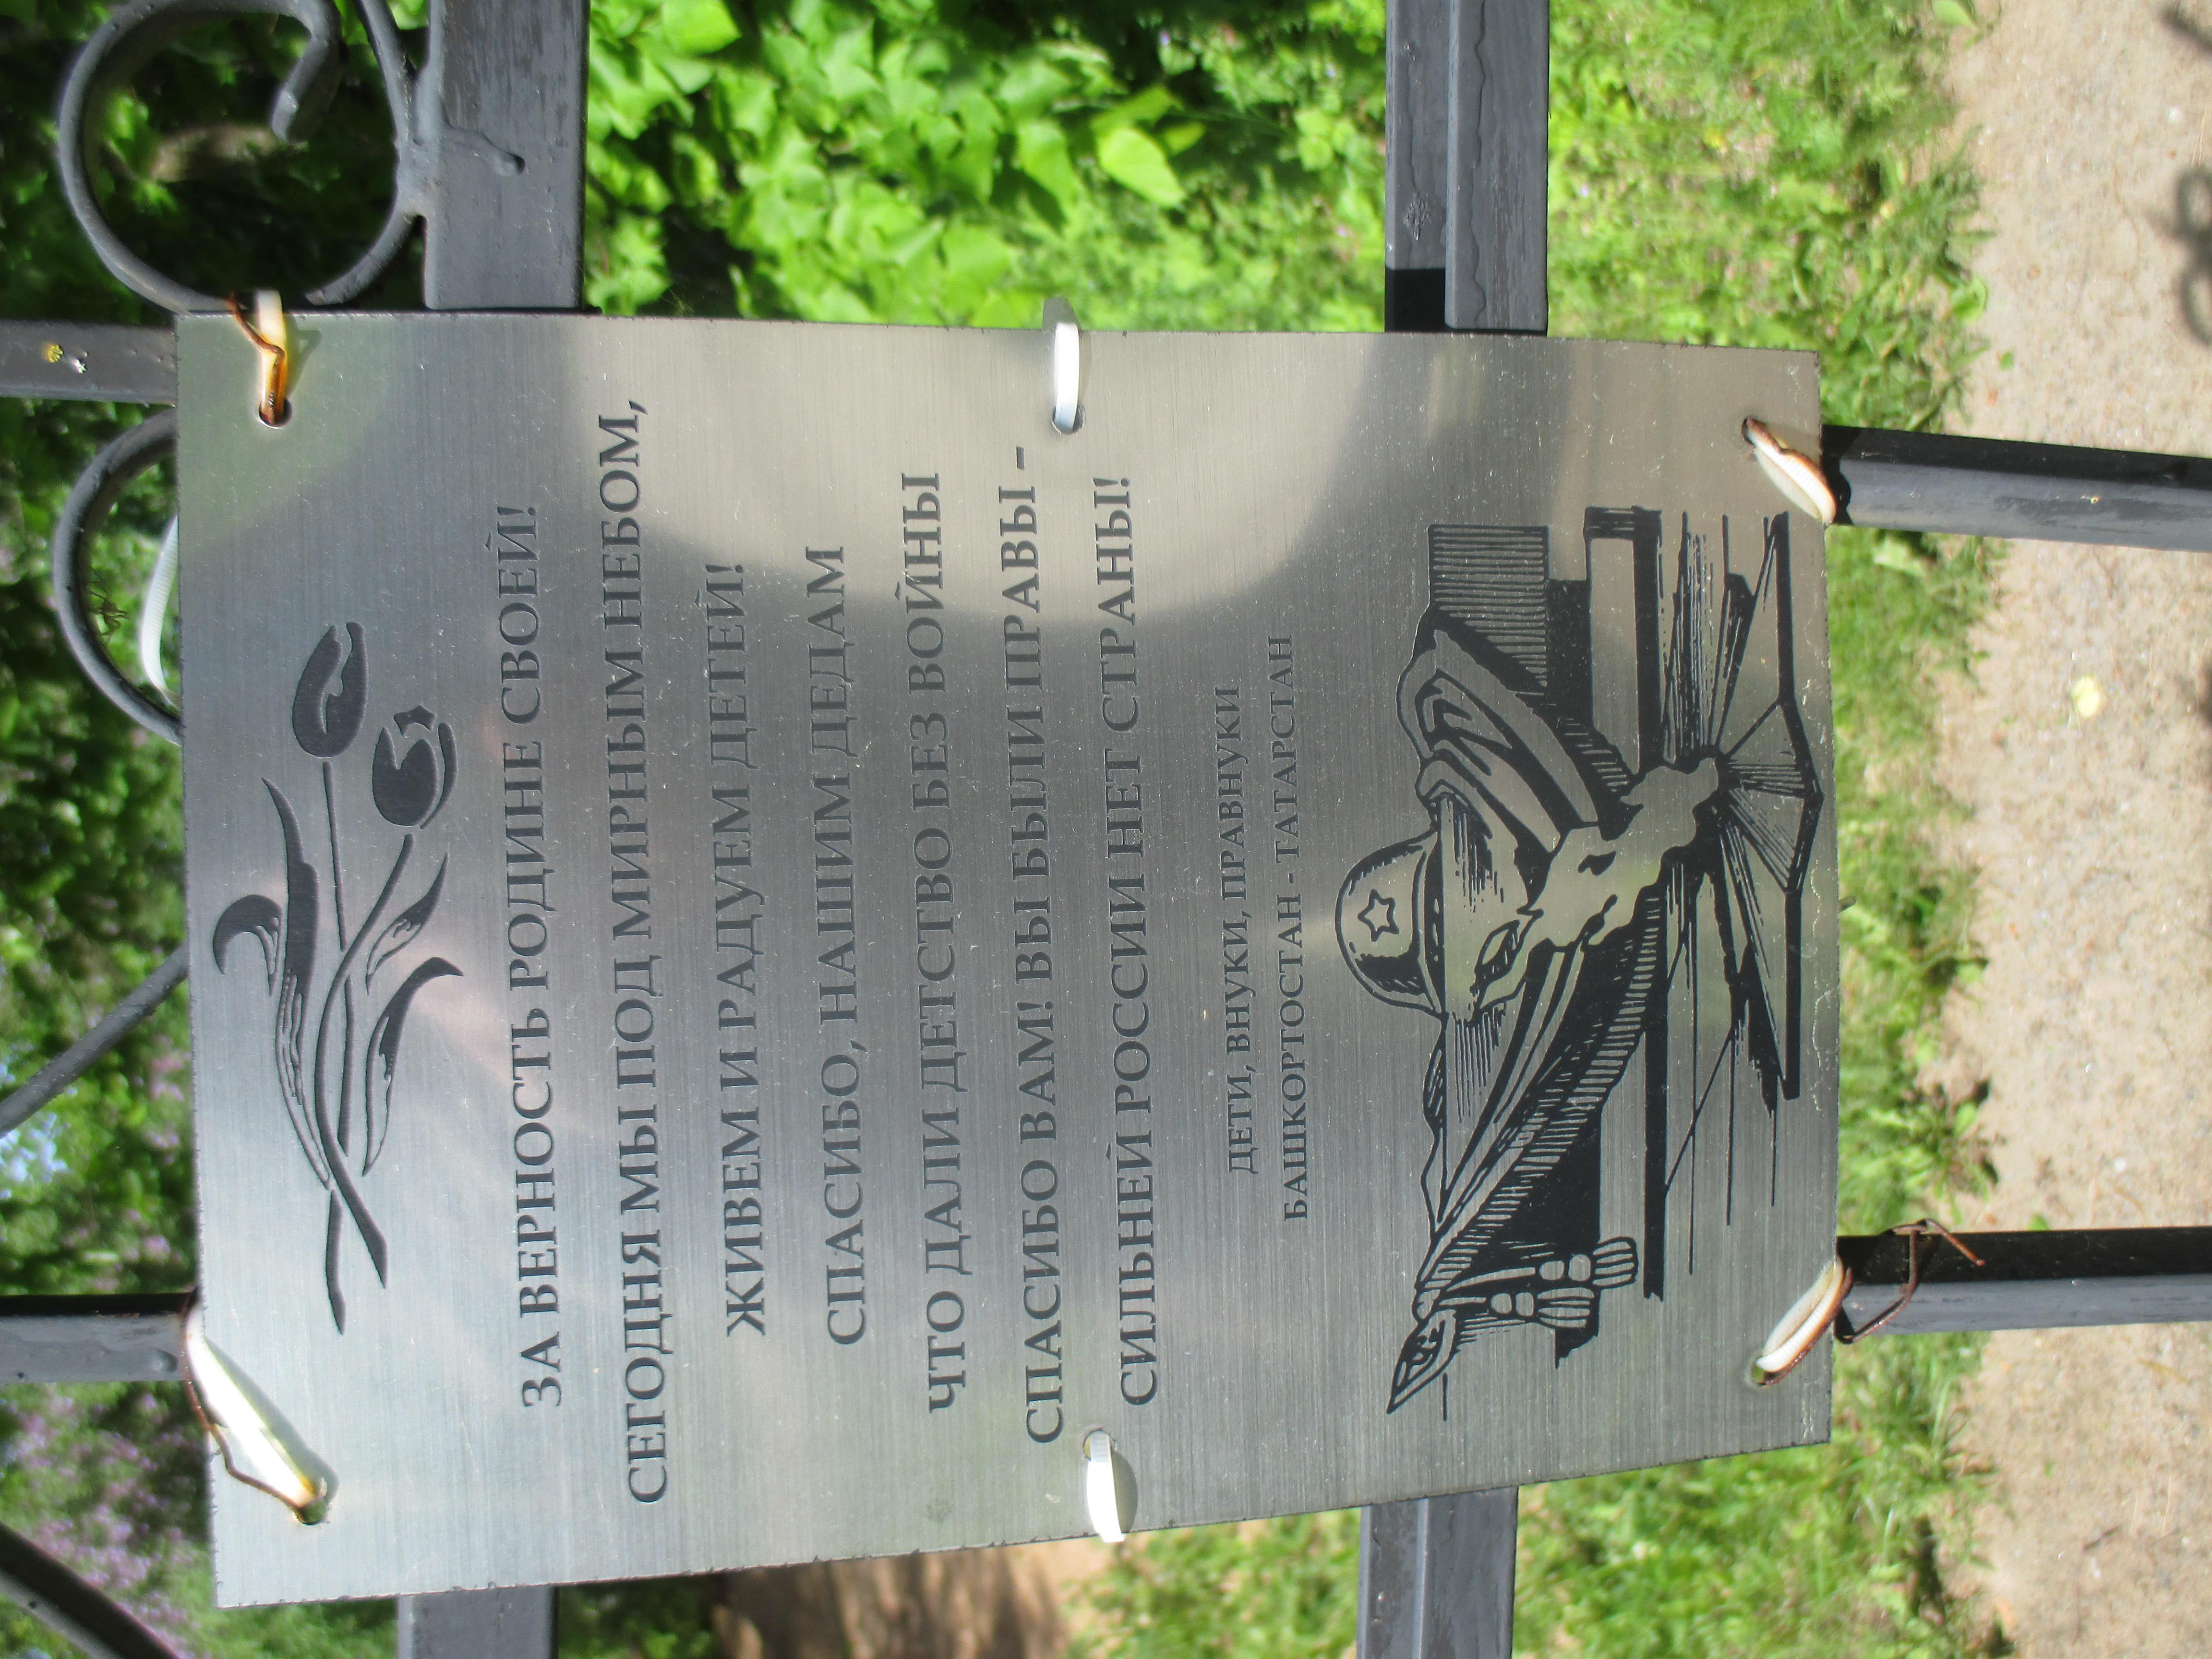 ЗА ВЕРНОСТЬ РОДИНЕ СВОЕЙ!
СЕГОДНЯ МЫ ПОД МИРНЫМ НЕБОМ,
ЖИВЕМ И РАДУЕМ ДЕТЕЙ!
СПАСИБО, НАШИМ ДЕДАМ
ЧТО ДАЛИ ДЕТСТВО БЕЗ ВОЙНЫ
СПАСИБО ВАМ! ВЫ БЫЛИ ПРАВЫ -
СИЛЬНЕЙ РОССИИ НЕТ СТРАНЫ!
ДЕТИ, ВНУКИ, ПРАВНУКИ
БАШКОРТОСТАН - ТАТАРСТАН